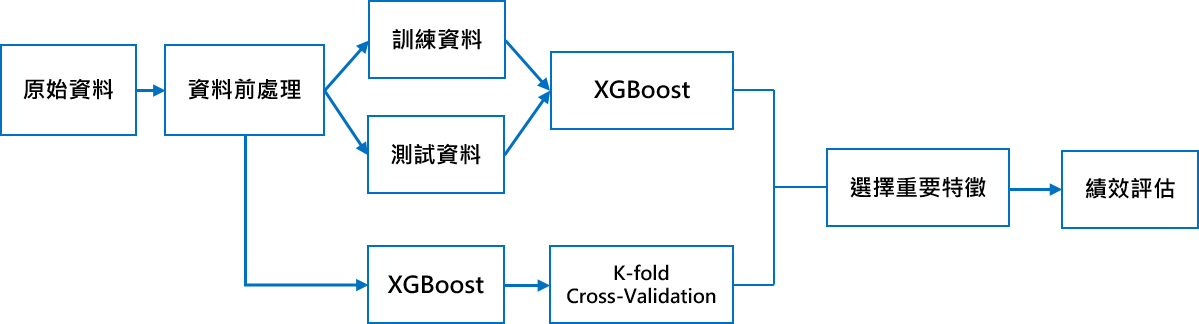 原始資料
資料前處理
訓練資料
測試資料
XGBoost
XGBoost
K-fold
Cross-Validation
選擇重要特徵
績效評估